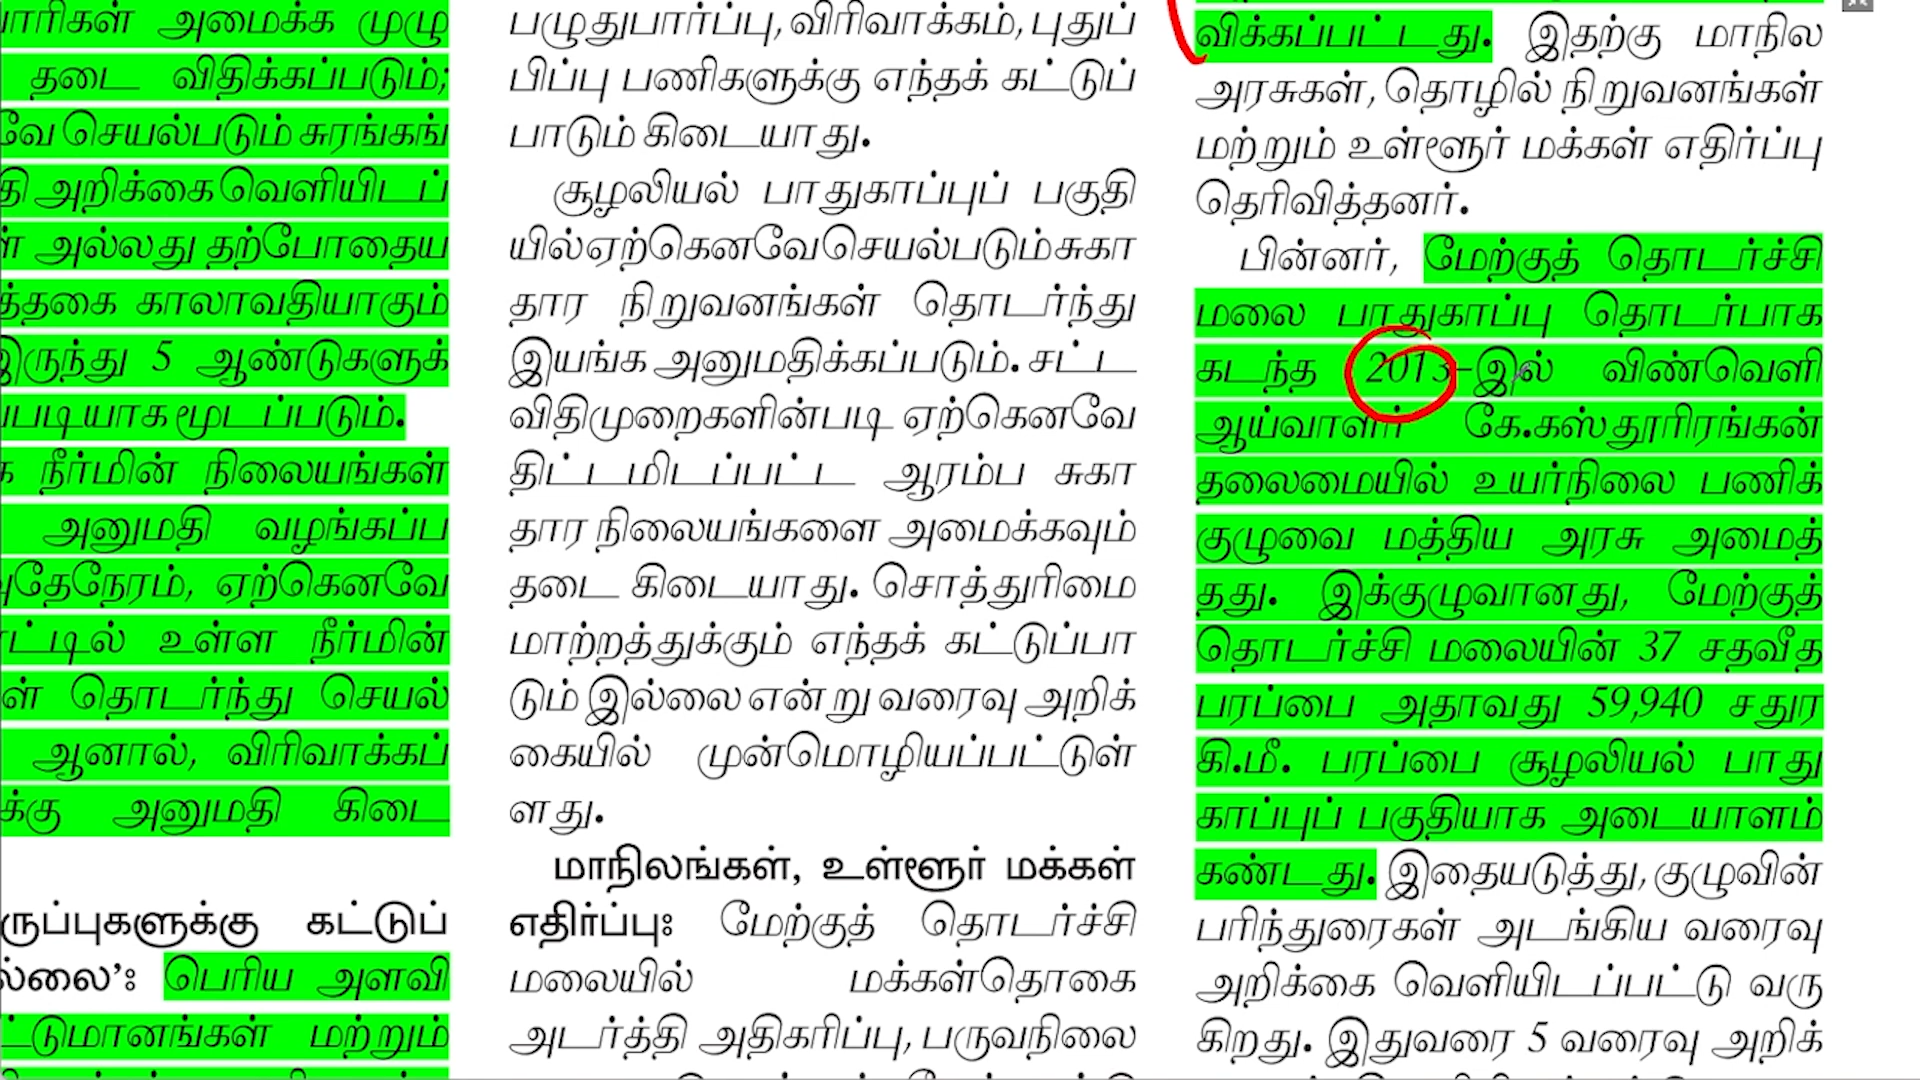 அமைக்க முழு
தடை விதிக்கப்படும்;
செயல்படும் சுரங்கங்
அறிக்கை வெளியிடப்
அல்லது தற்போதைய
காலாவதியாகும்
இருந்து 5 ஆண்டுகளுக்
படியாக மூடப்படும்.
நீர்மின் நிலையங்கள்
அனுமதி வழங்கப்ப
ஏற்கெனவே
உள்ள நீர்மின்
தொடர்ந்து செயல்
ஆனால், விரிவாக்கப்
அனுமதி கிடை
கட்டுப்
பெரிய அளவி
மற்றும்
பழுதுபார்ப்பு, விரிவாக்கம், புதுப்
பிப்பு பணிகளுக்கு எந்தக் கட்டுப்
பாடும் கிடையாது.
சூழலியல் பாதுகாப்புப் பகுதி
யில்ஏற்கெனவேசெயல்படும்சுகா
தார நிறுவனங்கள் தொடர்ந்து
இயங்க அனுமதிக்கப்படும். சட்ட
விதிமுறைகளின்படி ஏற்கெனவே
திட்டமிடப்பட்ட ஆரம்ப சுகா
தார நிலையங்களை அமைக்கவும்
தடை கிடையாது. சொத்துரிமை
மாற்றத்துக்கும் எந்தக் கட்டுப்பா
டும் இல்லை என்று வரைவு அறிக்
கையில் முன்மொழியப்பட்டுள்
ளது.
மாநிலங்கள், உள்ளூர் மக்கள்
எதிர்ப்பு: மேற்குத் தொடர்ச்சி
மலையில் மக்கள்தொகை
அடர்த்தி அதிகரிப்பு, பருவநிலை
விக்கப்பட்டது. இதற்கு மாநில
அரசுகள், தொழில் நிறுவனங்கள்
மற்றும் உள்ளூர் மக்கள் எதிர்ப்பு
தெரிவித்தனர்.
பின்னர், மேற்குத் தொடர்ச்சி
மலை பாதுகாப்பு தொடர்பாக
கடந்த 2013-இல் விண்வெளி
ஆய்வாளர் கே.கஸ்தூரிரங்கன்
தலைமையில் உயர்நிலை பணிக்
குழுவை மத்திய அரசு அமைத்
தது. இக்குழுவானது, மேற்குத்
தொடர்ச்சி மலையின் 37 சதவீத
பரப்பை அதாவது 59,940 சதுர
கி.மீ. பரப்பை சூழலியல் பாது
காப்புப் பகுதியாக அடையாளம்
கண்டது. இதையடுத்து, குழுவின்
பரிந்துரைகள் அடங்கிய வரைவு
அறிக்கை வெளியிடப்பட்டு வரு
கிறது. இதுவரை 5 வரைவு அறிக்